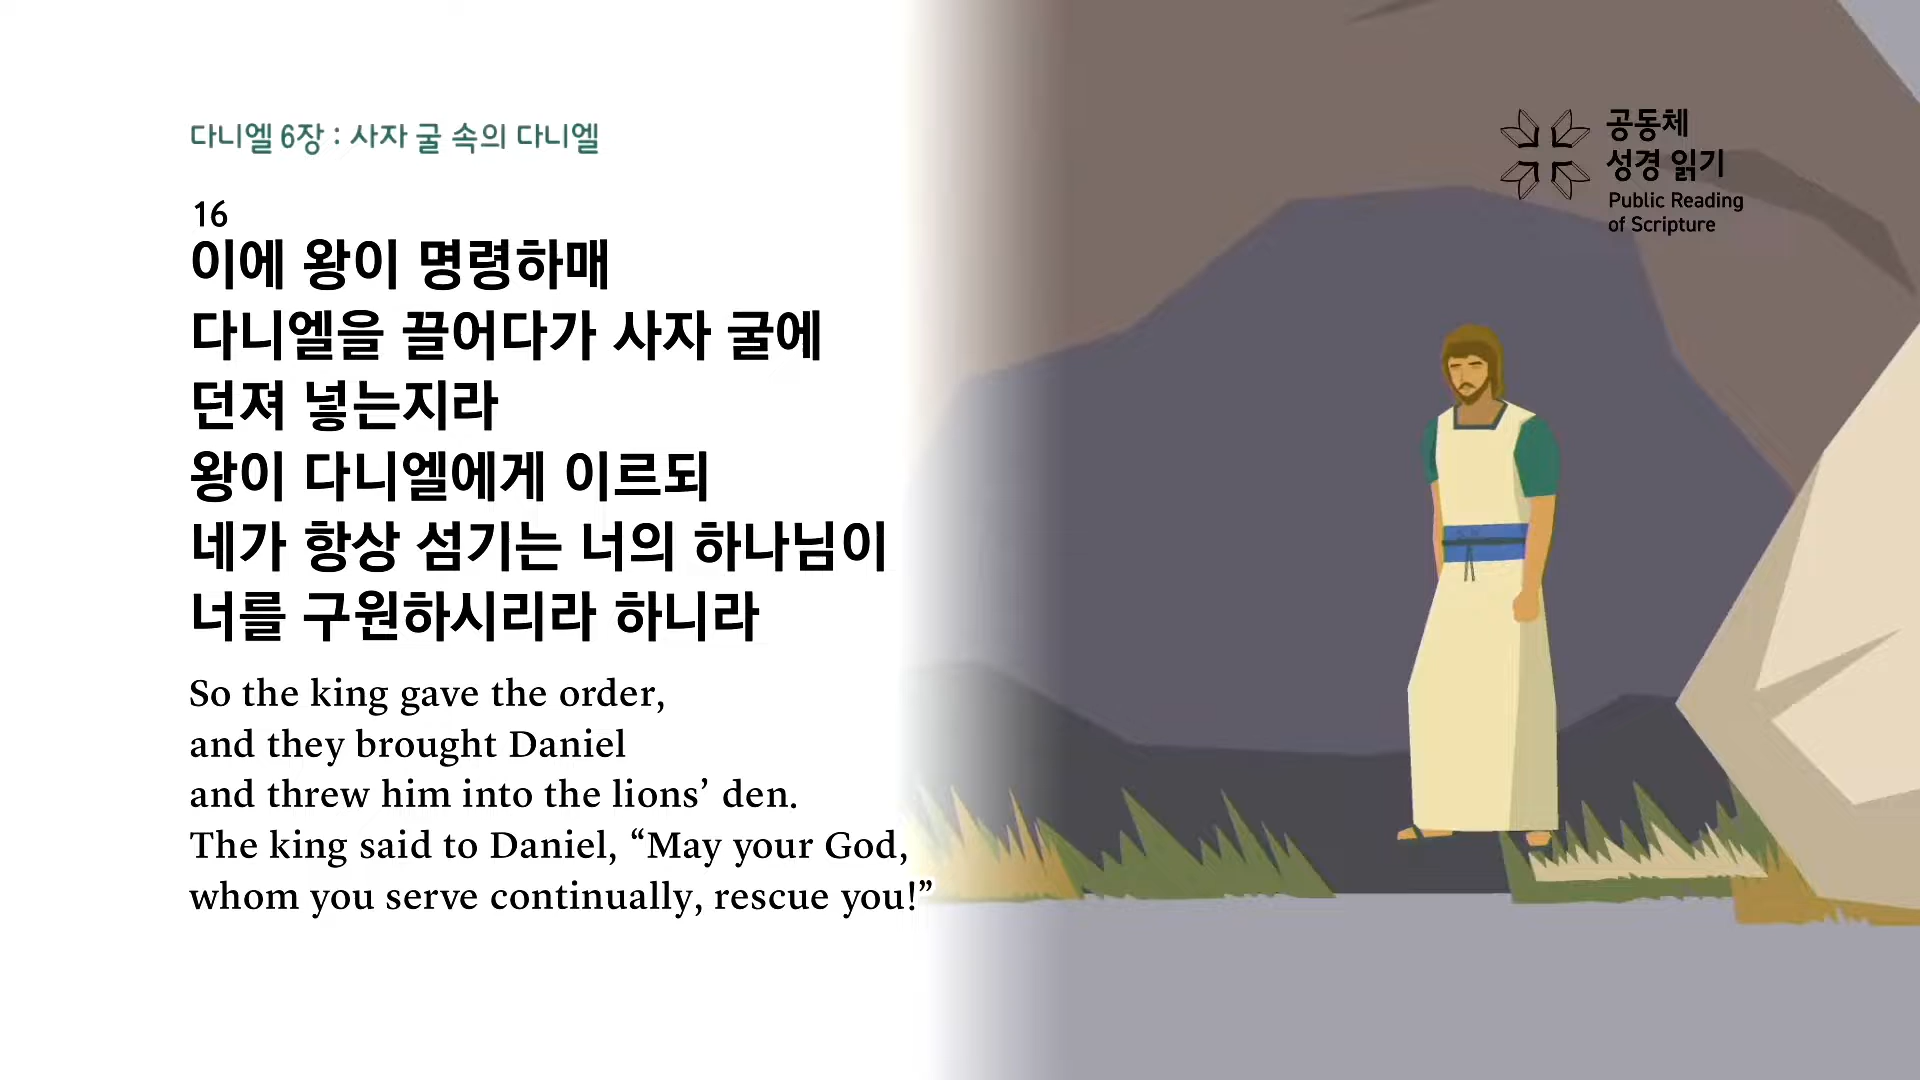 다니엘 6장 : 사자 굴 속의 다니엘
공동체
성경 읽기
Public Reading
of Scripture
16
이에 왕이 명령하매
다니엘을 끌어다가 사자 굴에
던져 넣는지라
왕이 다니엘에게 이르되
네가 항상 섬기는 너의 하나님이
너를 구원하시리라 하니라
So the king gave the order,
and they brought Daniel
and threw him into the lions’ den.
The king said to Daniel, “May your God,
whom you serve continually, rescue you!”